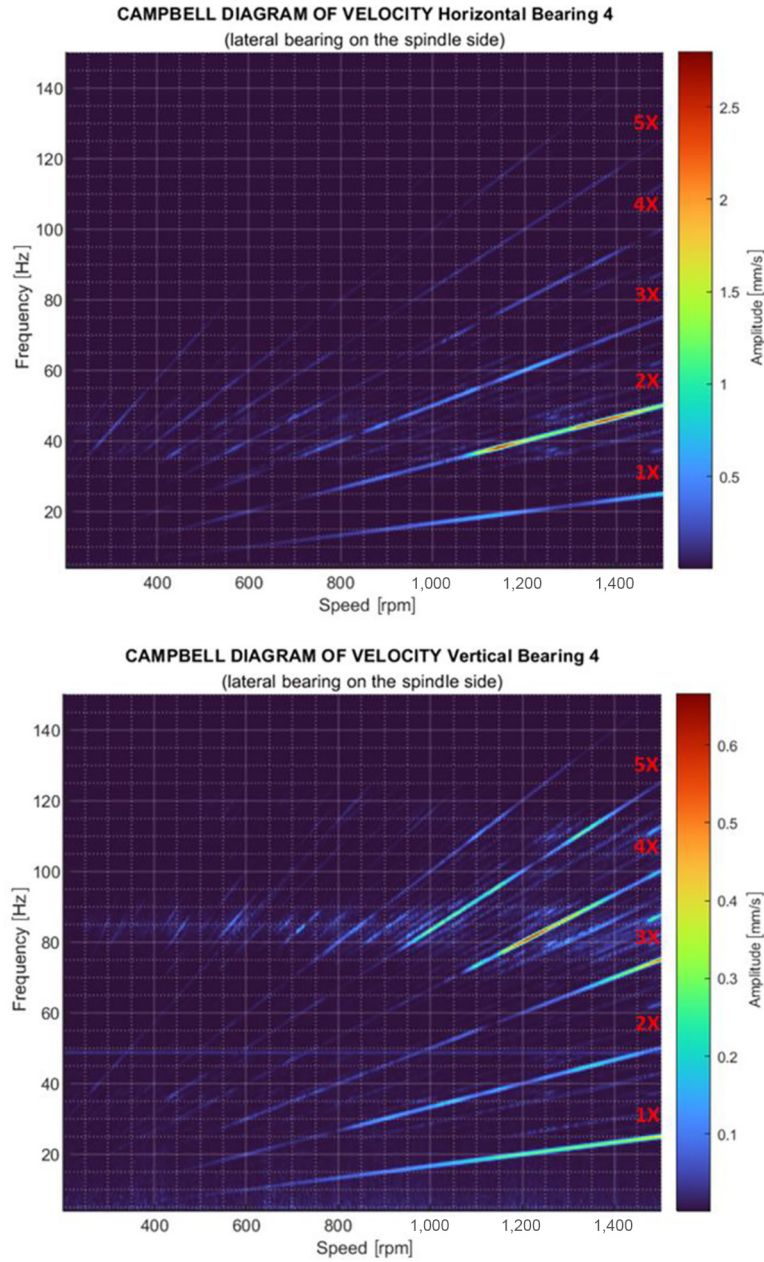 CAMPBELL DIAGRAM OF VELOCITY Horizontal Bearing 4
(lateral bearing on the spindle side)
140
120
100
80
60
40
20
Frequency [Hz]
5X
4X
3X
2X
1X
400 600 800 1,000 1,200 1,400
Speed [rpm]
2.5
2
1.5
1
0.5
Amplitude [mm/s]
CAMPBELL DIAGRAM OF VELOCITY Vertical Bearing 4
(lateral bearing on the spindle side)
140
120
100
80
60
40
20
Frequency [Hz]
5X
4X
3X
2X
1X
400 600 800 1,000 1,200 1,400
Speed [rpm]
0.6
0.5
0.4
0.3
0.2
0.1
Amplitude [mm/s]